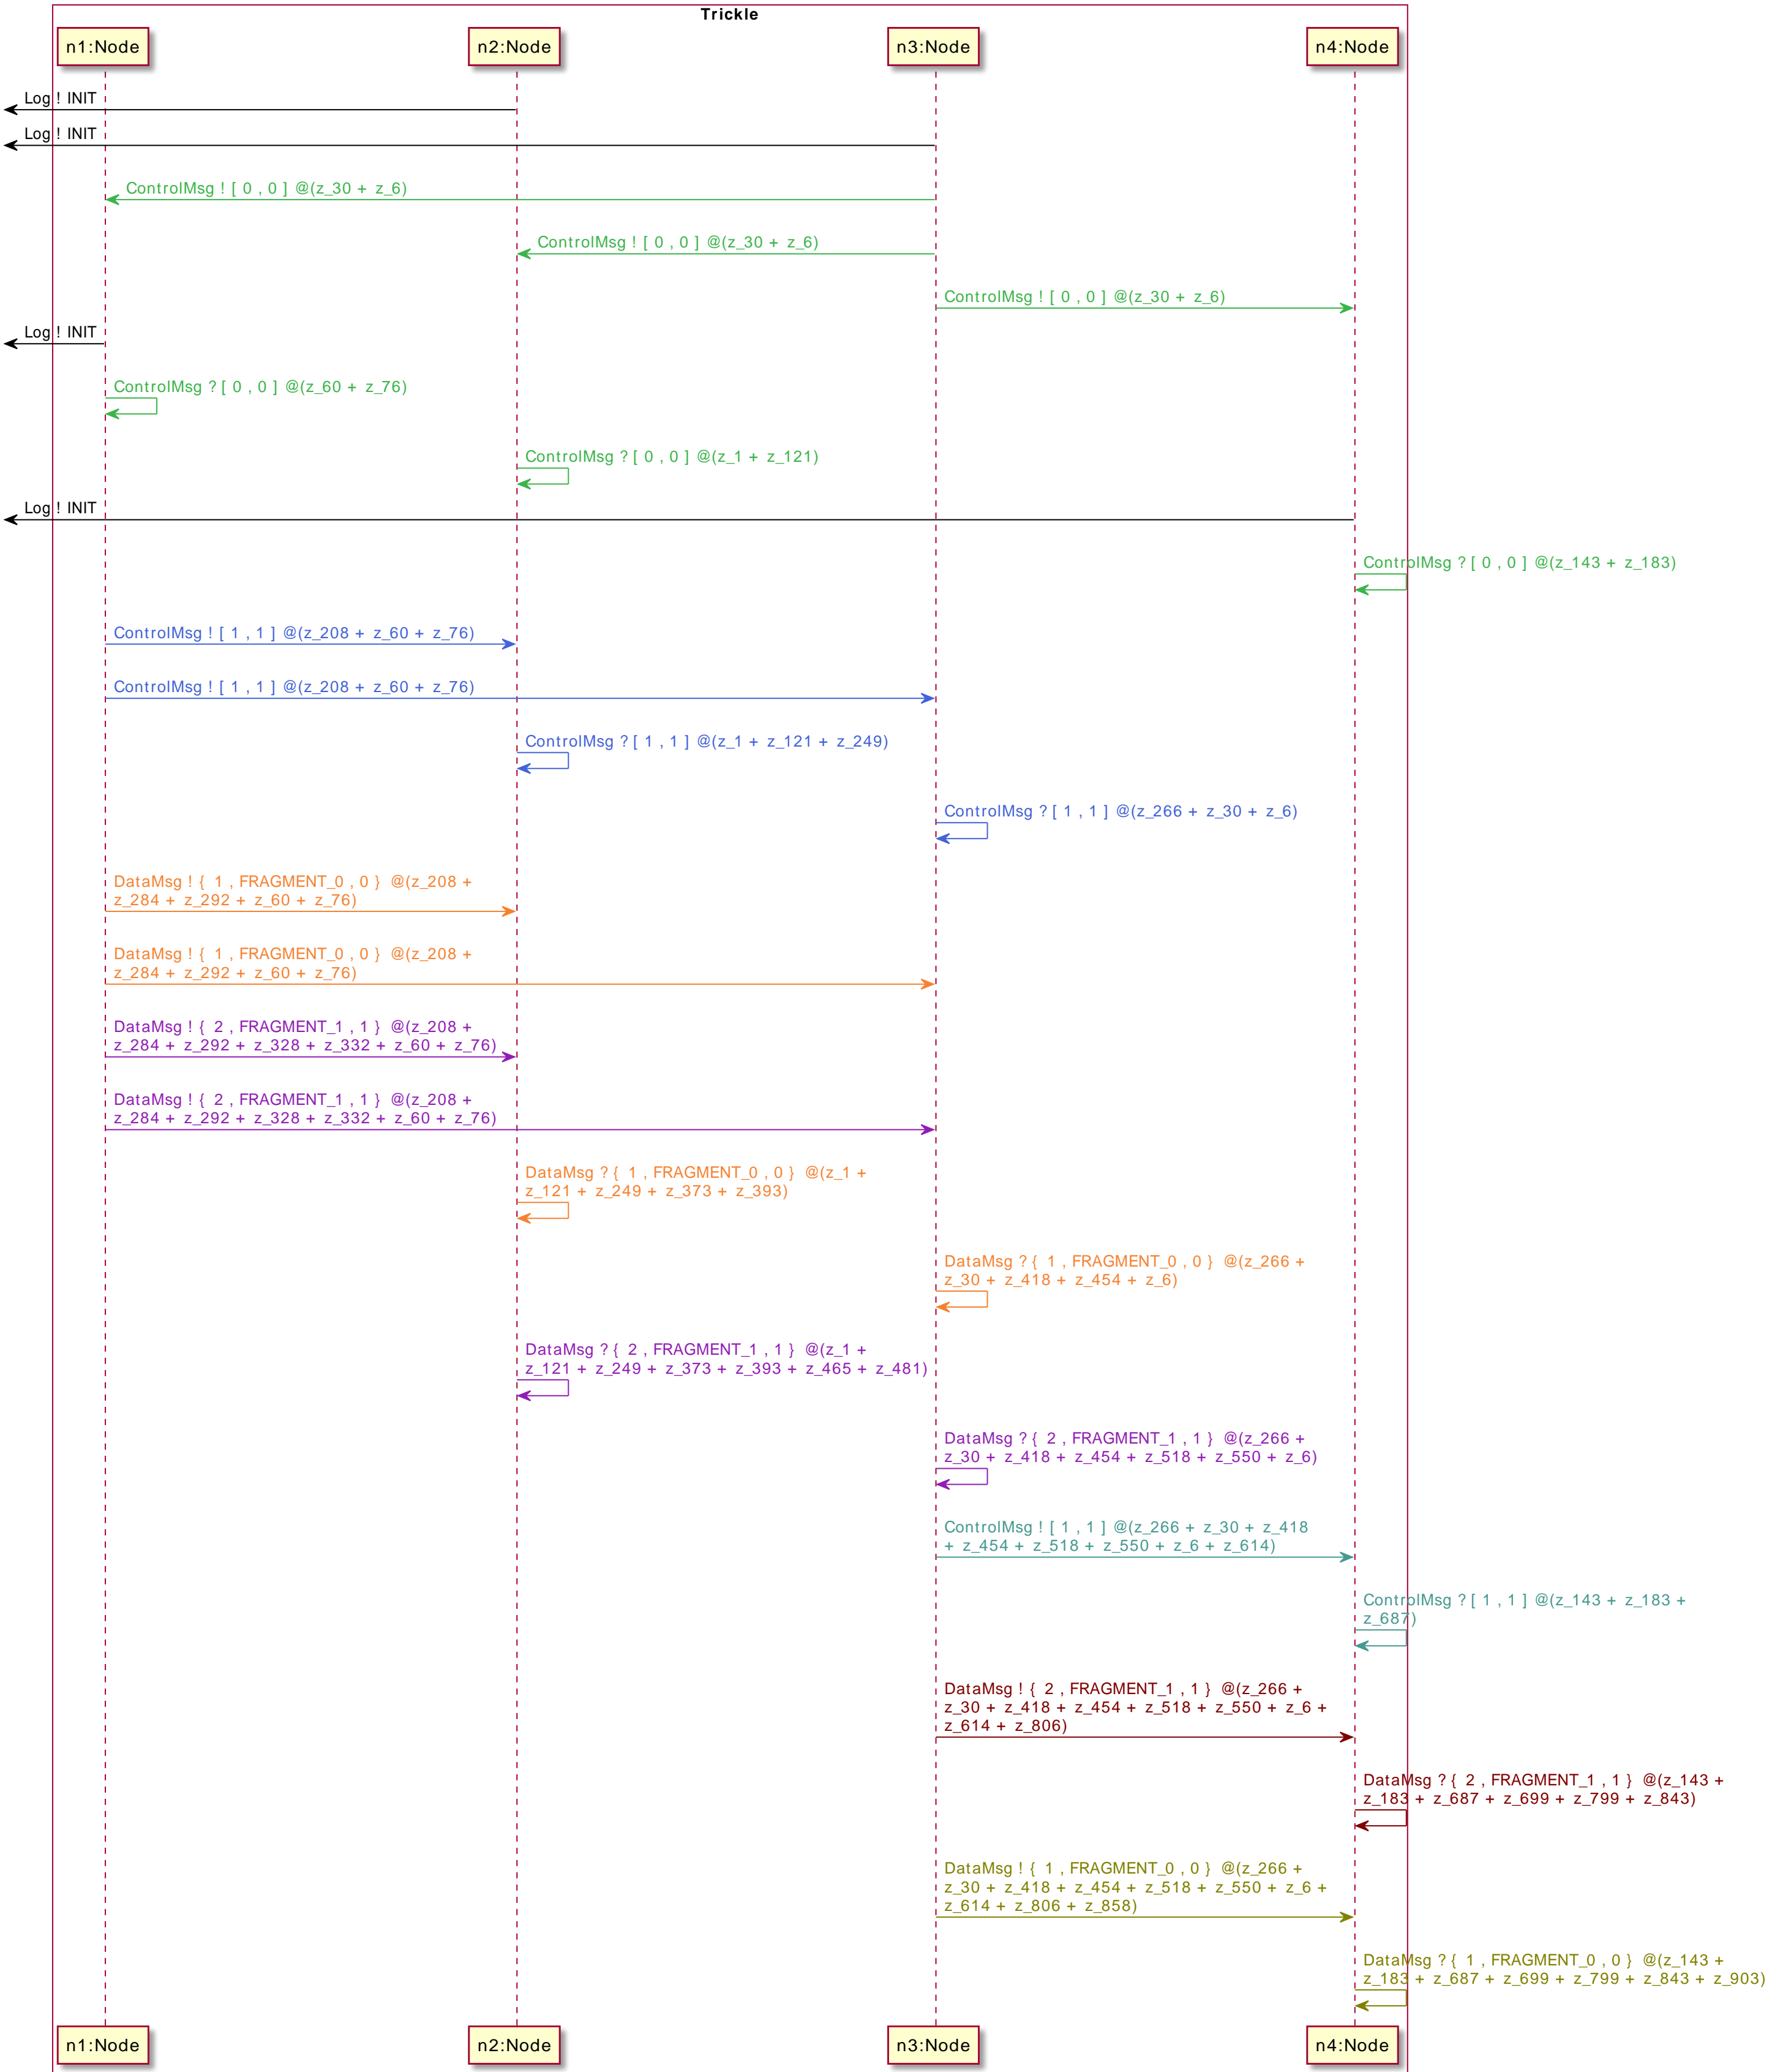 Trickle
n1:Node
n2:Node
n3:Node
n4:Node
Log ! INIT
Log ! INIT
ControlMsg ! [ 0 , 0 ] @(z_30 + z_6)
ControlMsg ! [ 0 , 0 ] @(z_30 + z_6)
ControlMsg ! [ 0 , 0 ] @(z_30 + z_6)
Log ! INIT
ControlMsg ? [ 0 , 0 ] @(z_60 + z_76)
ControlMsg ? [ 0 , 0 ] @(z_1 + z_121)
Log ! INIT
ControlMsg ? [ 0 , 0 ] @(z_143 + z_183)
ControlMsg ! [ 1 , 1 ] @(z_208 + z_60 + z_76)
ControlMsg ! [ 1 , 1 ] @(z_208 + z_60 + z_76)
ControlMsg ? [ 1 , 1 ] @(z_1 + z_121 + z_249)
ControlMsg ? [ 1 , 1 ] @(z_266 + z_30 + z_6)
DataMsg ! { 1 , FRAGMENT_0 , 0 } @(z_208 +
z_284 + z_292 + z_60 + z_76)
DataMsg ! { 1 , FRAGMENT_0 , 0 } @(z_208 +
z_284 + z_292 + z_60 + z_76)
DataMsg ! { 2 , FRAGMENT_1 , 1 } @(z_208 +
z_284 + z_292 + z_328 + z_332 + z_60 + z_76)
DataMsg ! { 2 , FRAGMENT_1 , 1 } @(z_208 +
z_284 + z_292 + z_328 + z_332 + z_60 + z_76)
DataMsg ? { 1 , FRAGMENT_0 , 0 } @(z_1 +
z_121 + z_249 + z_373 + z_393)
DataMsg ? { 1 , FRAGMENT_0 , 0 } @(z_266 +
z_30 + z_418 + z_454 + z_6)
DataMsg ? { 2 , FRAGMENT_1 , 1 } @(z_1 +
z_121 + z_249 + z_373 + z_393 + z_465 + z_481)
DataMsg ? { 2 , FRAGMENT_1 , 1 } @(z_266 +
z_30 + z_418 + z_454 + z_518 + z_550 + z_6)
ControlMsg ! [ 1 , 1 ] @(z_266 + z_30 + z_418
+ z_454 + z_518 + z_550 + z_6 + z_614)
ControlMsg ? [ 1 , 1 ] @(z_143 + z_183 +
z_687)
DataMsg ! { 2 , FRAGMENT_1 , 1 } @(z_266 +
z_30 + z_418 + z_454 + z_518 + z_550 + z_6 +
z_614 + z_806)
DataMsg ? { 2 , FRAGMENT_1 , 1 } @(z_143 +
z_183 + z_687 + z_699 + z_799 + z_843)
DataMsg ! { 1 , FRAGMENT_0 , 0 } @(z_266 +
z_30 + z_418 + z_454 + z_518 + z_550 + z_6 +
z_614 + z_806 + z_858)
DataMsg ? { 1 , FRAGMENT_0 , 0 } @(z_143 +
z_183 + z_687 + z_699 + z_799 + z_843 + z_903)
n1:Node
n2:Node
n3:Node
n4:Node